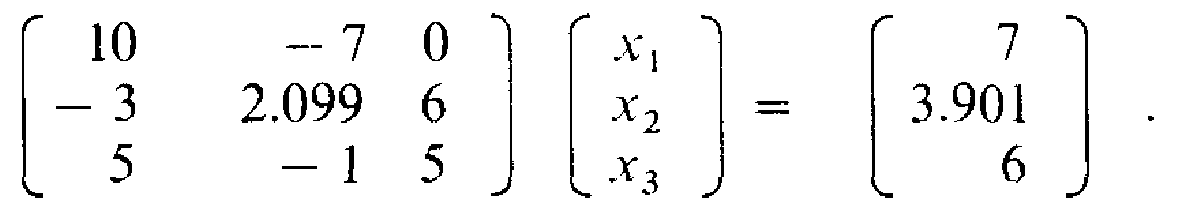 10 − 7 0 x₁ 7
− 3 2.099 6 x₂ = 3.901 .
5 − 1 5 x₃ 6